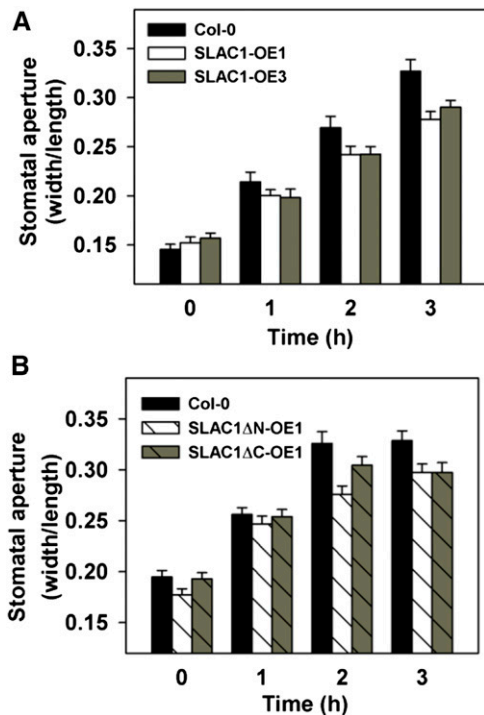 A
Col-0
SLAC1-OE1
SLAC1-OE3
Stomatal aperture
(width/length)
0.30
0.25
0.20
0.15
0 1 2 3
Time (h)
B
Col-0
SLAC1ΔN-OE1
SLAC1ΔC-OE1
Stomatal aperture
(width/length)
0.35
0.30
0.25
0.20
0.15
0 1 2 3
Time (h)